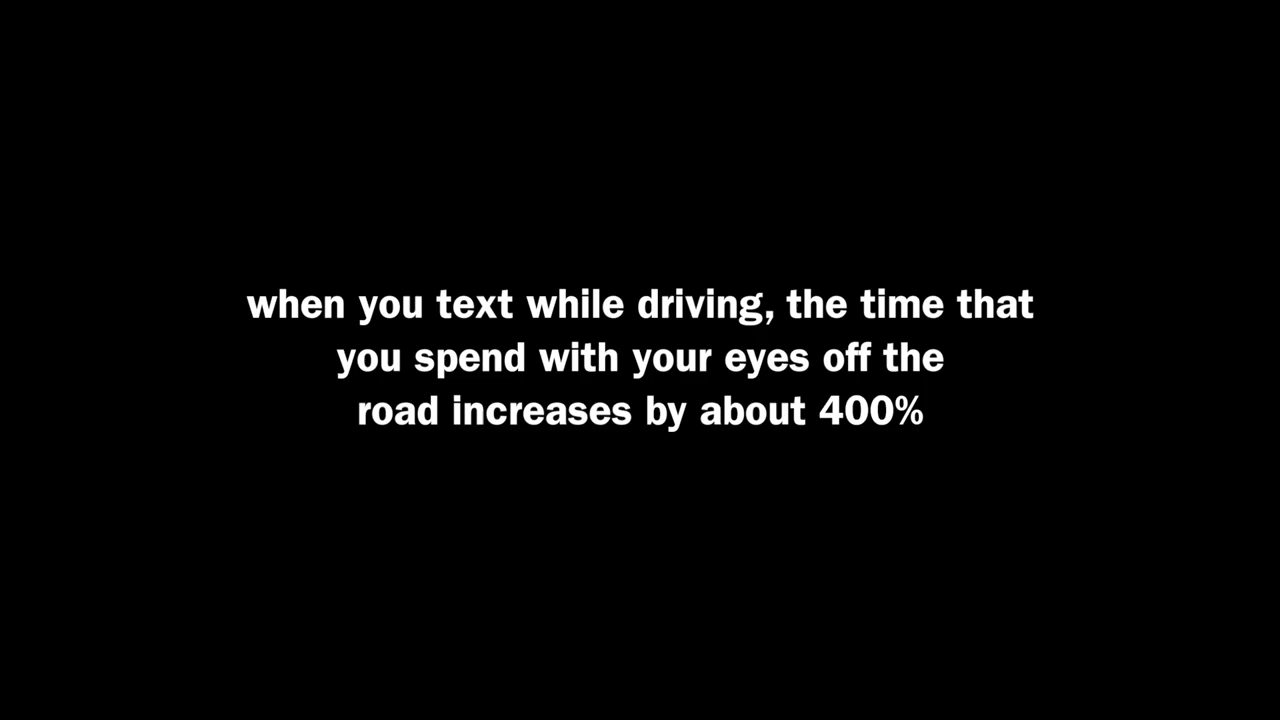 when you text while driving, the time that
you spend with your eyes off the
road increases by about 400%